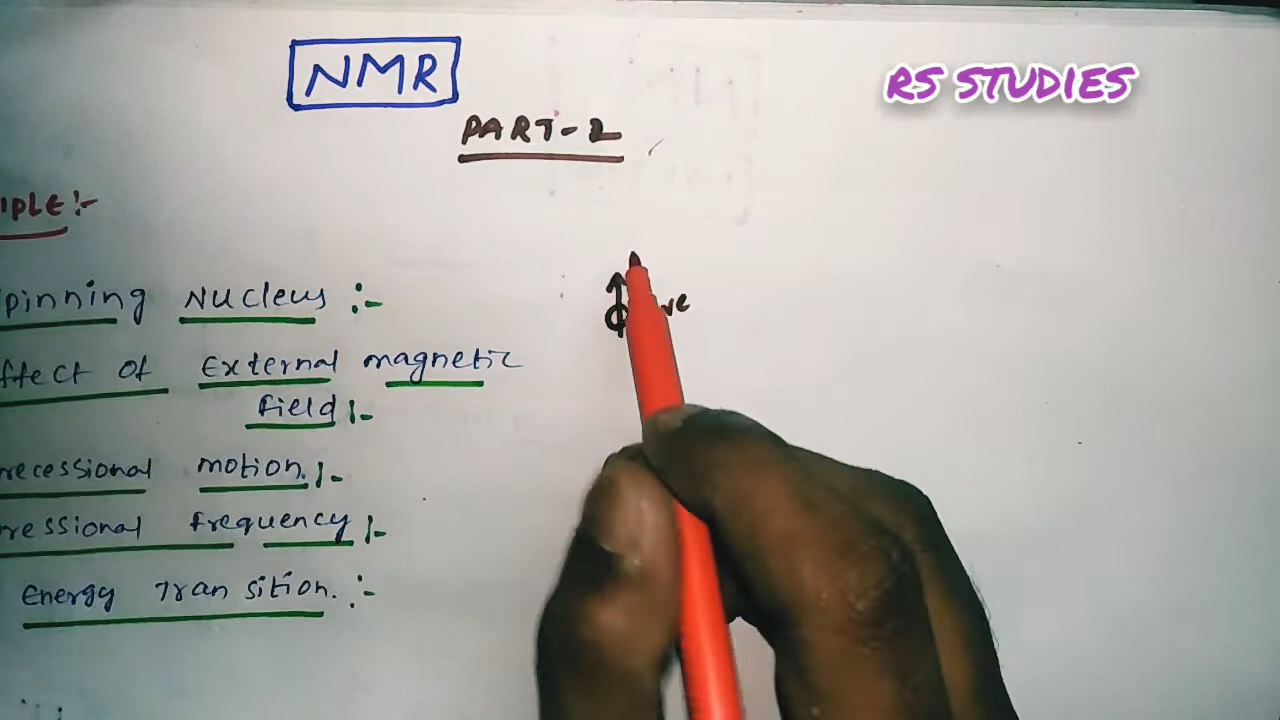 NMR
RS STUDIES
PART-2
IPLE:-
pinning Nucleus :-
ve
ffect of External magnetic
field :-
recessional motion. :-
ressional frequency :-
Energy Transition. :-